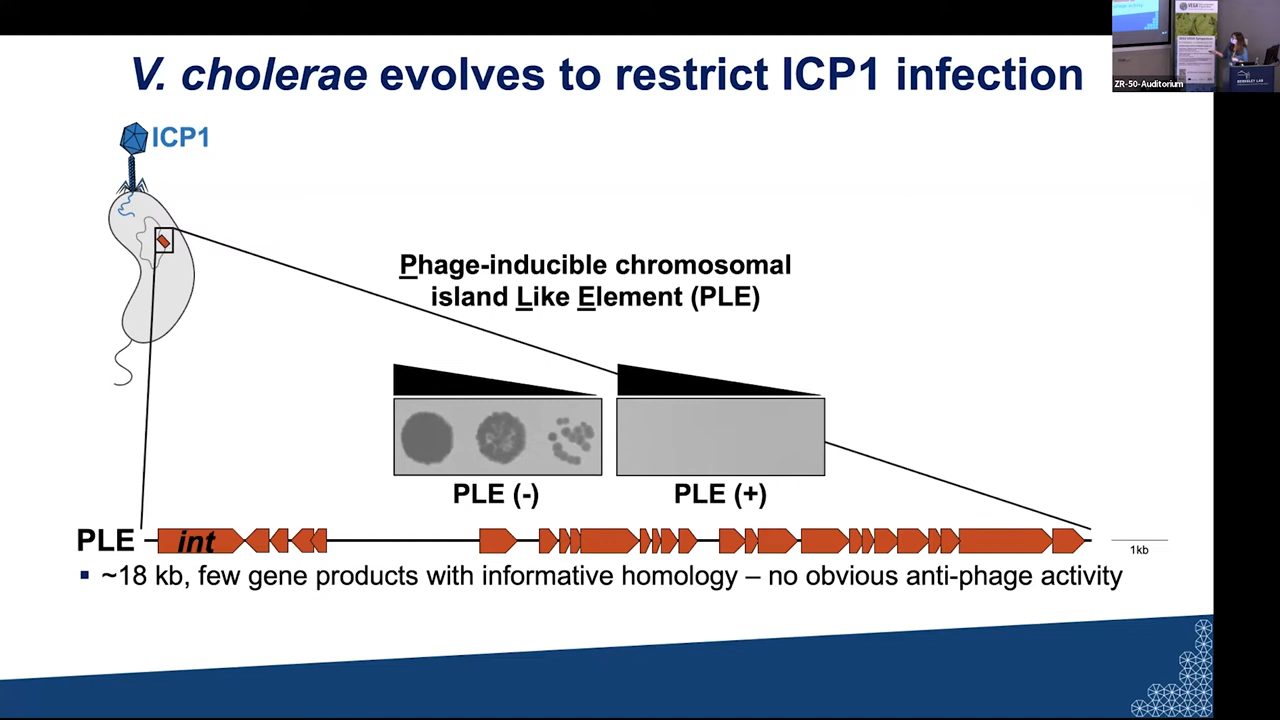 V. cholerae evolves to restrict ICP1 infection
ZR-50-Auditorium
ICP1
Phage-inducible chromosomal
island Like Element (PLE)
PLE (-)
PLE (+)
PLE
int
1kb
▪ ~18 kb, few gene products with informative homology – no obvious anti-phage activity